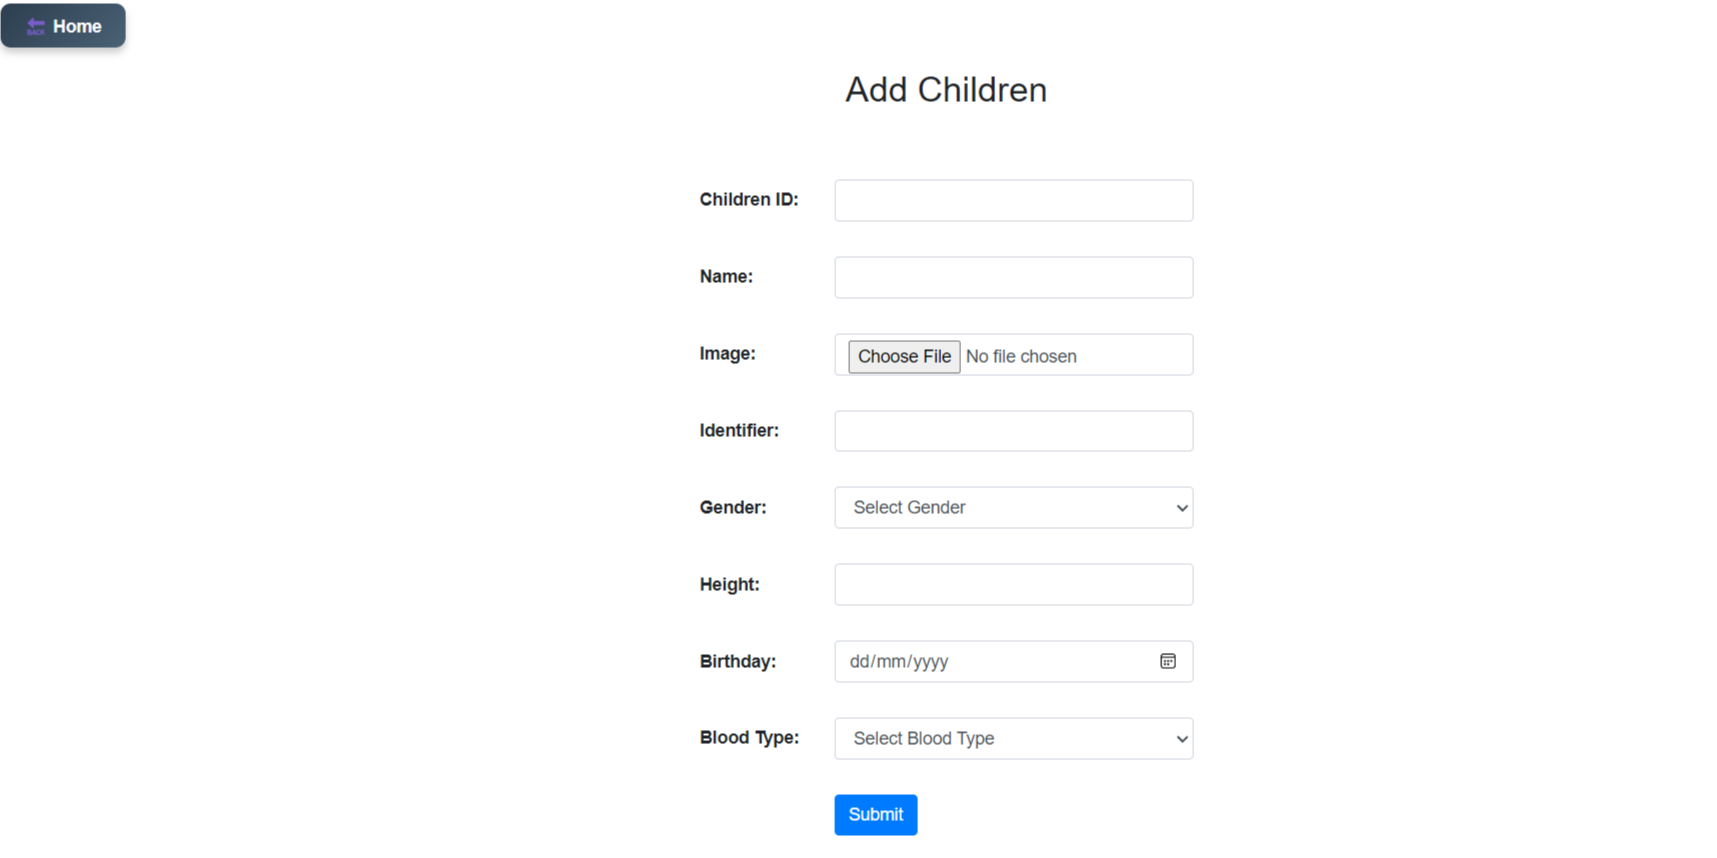 BACK Home
Add Children
Children ID:
Name:
Image: Choose File No file chosen
Identifier:
Gender: Select Gender
Height:
Birthday: dd/mm/yyyy
Blood Type: Select Blood Type
Submit